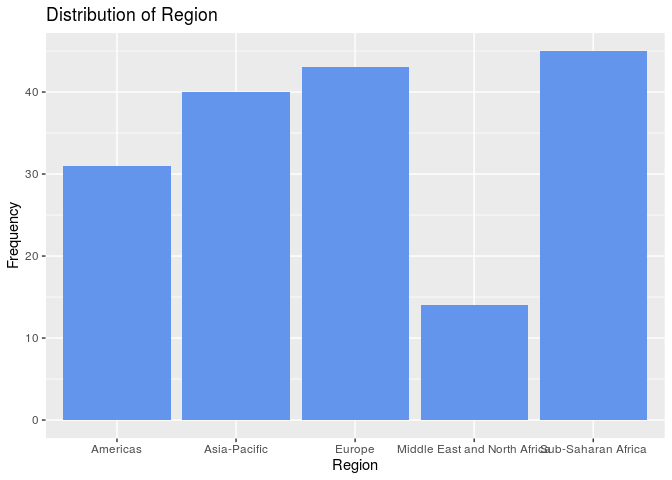 Distribution of Region
Frequency
40
30
20
10
0
Americas
Asia-Pacific
Europe
Middle East and North Africa
Sub-Saharan Africa
Region